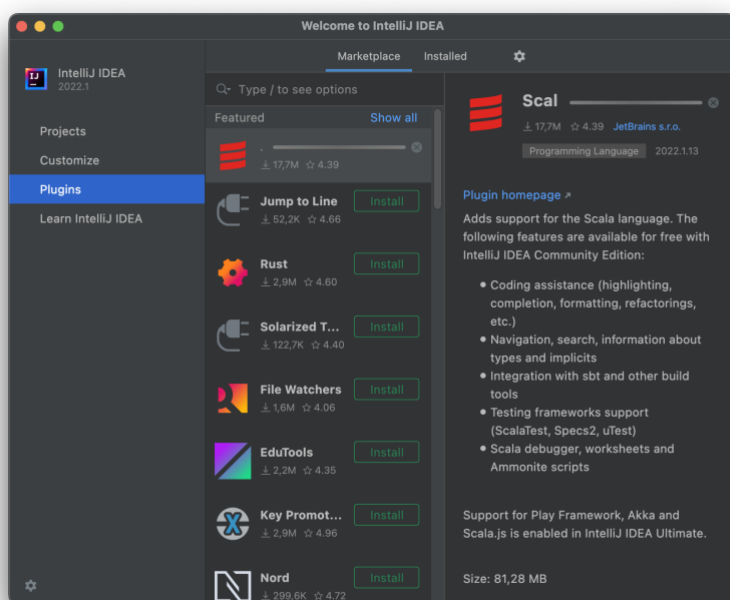 Welcome to IntelliJ IDEA
IntelliJ IDEA
2022.1
Projects
Customize
Plugins
Learn IntelliJ IDEA
Marketplace
Installed
Type / to see options
Featured
Show all
17,7M 4.39
Jump to Line
Install
52,2K 4.66
Rust
Install
2,9M 4.60
Solarized T...
Install
122,7K 4.40
File Watchers
Install
1,6M 4.06
EduTools
Install
2,2M 4.35
Key Promot...
Install
2,9M 4.96
Nord
Install
299,6K 4.72
Scal
17,7M 4.39 JetBrains s.r.o.
Programming Language 2022.1.13
Plugin homepage ↗
Adds support for the Scala language. The
following features are available for free with
IntelliJ IDEA Community Edition:
• Coding assistance (highlighting,
completion, formatting, refactorings,
etc.)
• Navigation, search, information about
types and implicits
• Integration with sbt and other build
tools
• Testing frameworks support
(ScalaTest, Specs2, uTest)
• Scala debugger, worksheets and
Ammonite scripts
Support for Play Framework, Akka and
Scala.js is enabled in IntelliJ IDEA Ultimate.
Size: 81,28 MB